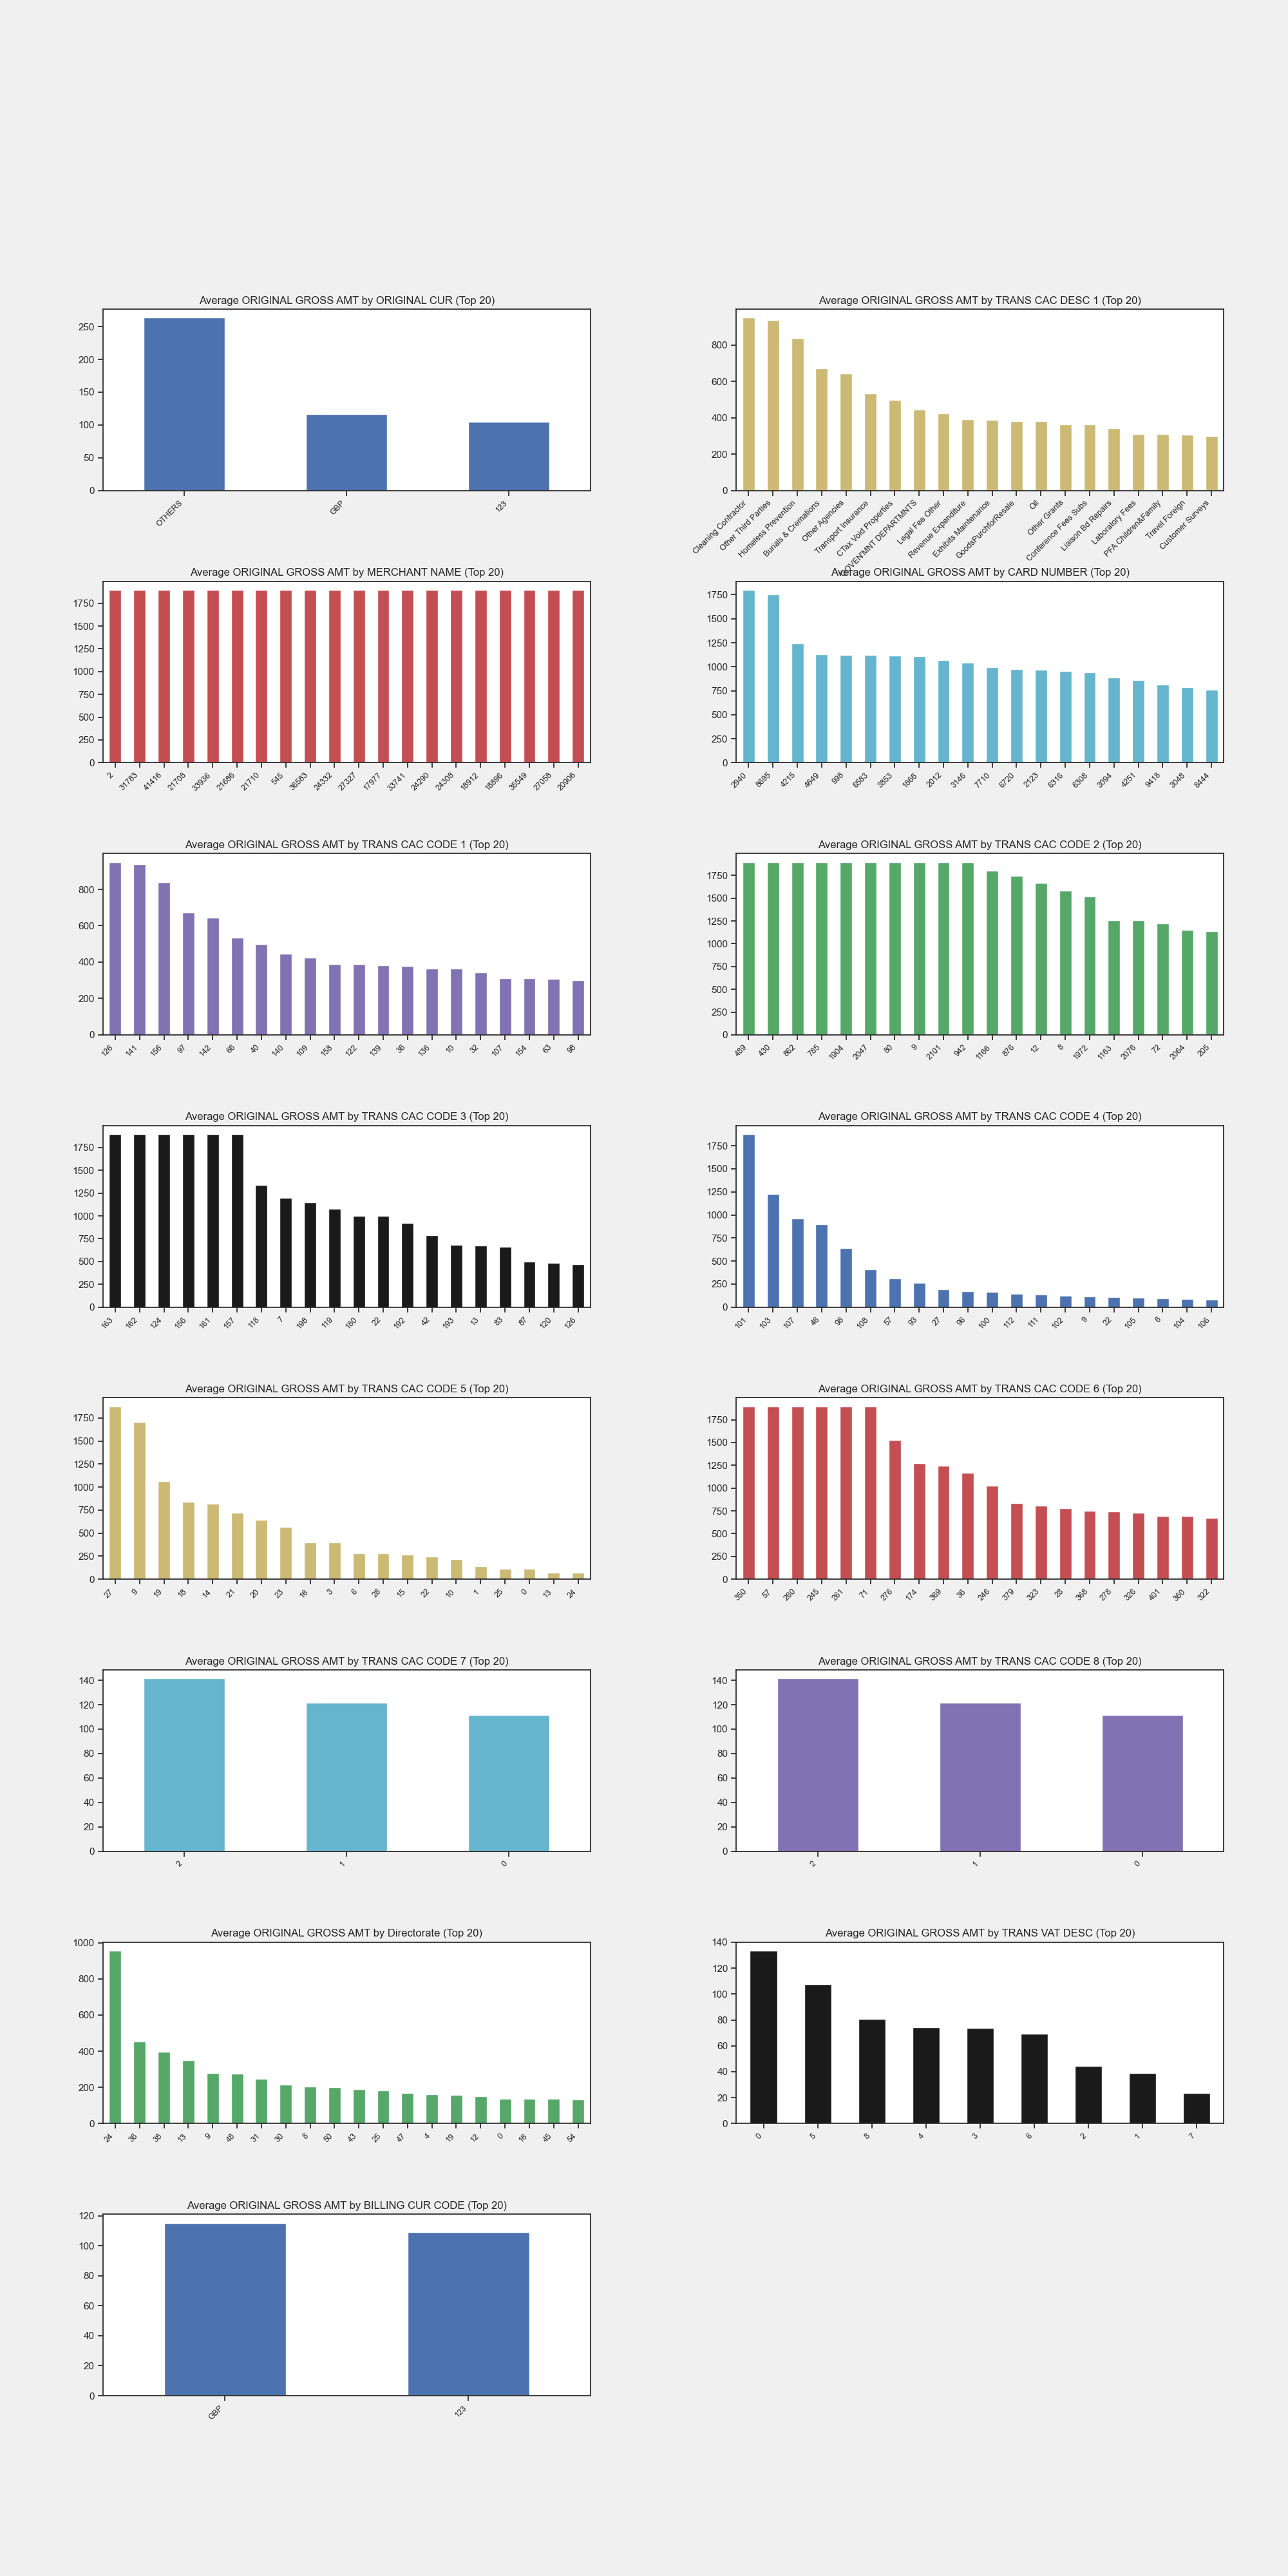 Average ORIGINAL GROSS AMT by ORIGINAL CUR (Top 20)
250
200
150
100
50
0
OTHERS GBP 123
Average ORIGINAL GROSS AMT by TRANS CAC DESC 1 (Top 20)
800
600
400
200
0
Cleaning Contractor
Other Third Parties
Homeless Prevention
Burials & Cremations
Other Agencies
Transport Insurance
CTax Void Properties
GOVEN'MNT DEPARTMNTS
Legal Fee Other
Revenue Expenditure
Exhibits Maintenance
GoodsPurchforResale
Oil
Other Grants
Conference Fees Subs
Liaison Bd Repairs
Laboratory Fees
PFA Children&Family
Travel Foreign
Customer Surveys
Average ORIGINAL GROSS AMT by MERCHANT NAME (Top 20)
1750
1500
1250
1000
750
500
250
0
2 31783 41416 21708 33936 21686 21710 545 36583 24332 27327 17977 33741 24290 24308 18912 18896 35549 27058 20906
Average ORIGINAL GROSS AMT by CARD NUMBER (Top 20)
1750
1500
1250
1000
750
500
250
0
2940 8695 4215 4649 998 6583 3853 1866 2012 3146 7710 6720 2123 6316 6308 3094 4251 9418 3048 8444
Average ORIGINAL GROSS AMT by TRANS CAC CODE 1 (Top 20)
800
600
400
200
0
126 141 156 97 142 66 40 140 109 158 122 139 36 136 10 32 107 154 63 98
Average ORIGINAL GROSS AMT by TRANS CAC CODE 2 (Top 20)
1750
1500
1250
1000
750
500
250
0
489 430 862 785 1904 2047 80 9 2101 942 1166 876 12 8 1972 1163 2076 72 2064 205
Average ORIGINAL GROSS AMT by TRANS CAC CODE 3 (Top 20)
1750
1500
1250
1000
750
500
250
0
163 162 124 156 161 157 118 7 198 119 180 22 192 42 193 13 83 87 120 126
Average ORIGINAL GROSS AMT by TRANS CAC CODE 4 (Top 20)
1750
1500
1250
1000
750
500
250
0
101 103 107 46 98 108 57 93 27 96 100 112 111 102 9 22 105 6 104 106
Average ORIGINAL GROSS AMT by TRANS CAC CODE 5 (Top 20)
1750
1500
1250
1000
750
500
250
0
27 9 19 18 14 21 20 23 16 3 6 28 15 22 10 1 25 0 13 24
Average ORIGINAL GROSS AMT by TRANS CAC CODE 6 (Top 20)
1750
1500
1250
1000
750
500
250
0
350 57 260 245 261 71 276 174 389 36 246 379 323 28 368 278 326 401 360 322
Average ORIGINAL GROSS AMT by TRANS CAC CODE 7 (Top 20)
140
120
100
80
60
40
20
0
2 1 0
Average ORIGINAL GROSS AMT by TRANS CAC CODE 8 (Top 20)
140
120
100
80
60
40
20
0
2 1 0
Average ORIGINAL GROSS AMT by Directorate (Top 20)
1000
800
600
400
200
0
24 36 38 13 9 48 31 30 8 50 43 25 47 4 19 12 0 16 45 54
Average ORIGINAL GROSS AMT by TRANS VAT DESC (Top 20)
140
120
100
80
60
40
20
0
0 5 8 4 3 6 2 1 7
Average ORIGINAL GROSS AMT by BILLING CUR CODE (Top 20)
120
100
80
60
40
20
0
GBP 123